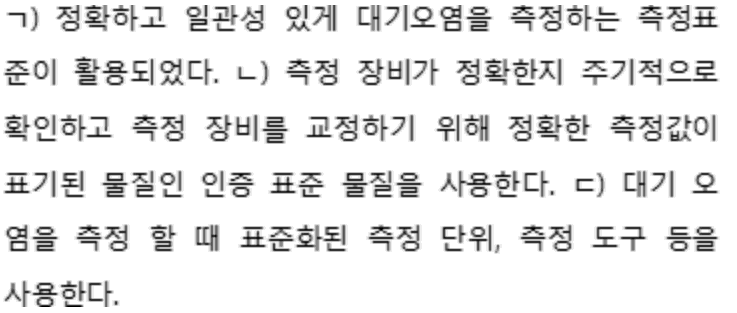 ㄱ) 정확하고 일관성 있게 대기오염을 측정하는 측정표
준이 활용되었다. ㄴ) 측정 장비가 정확한지 주기적으로
확인하고 측정 장비를 교정하기 위해 정확한 측정값이
표기된 물질인 인증 표준 물질을 사용한다. ㄷ) 대기 오
염을 측정 할 때 표준화된 측정 단위, 측정 도구 등을
사용한다.